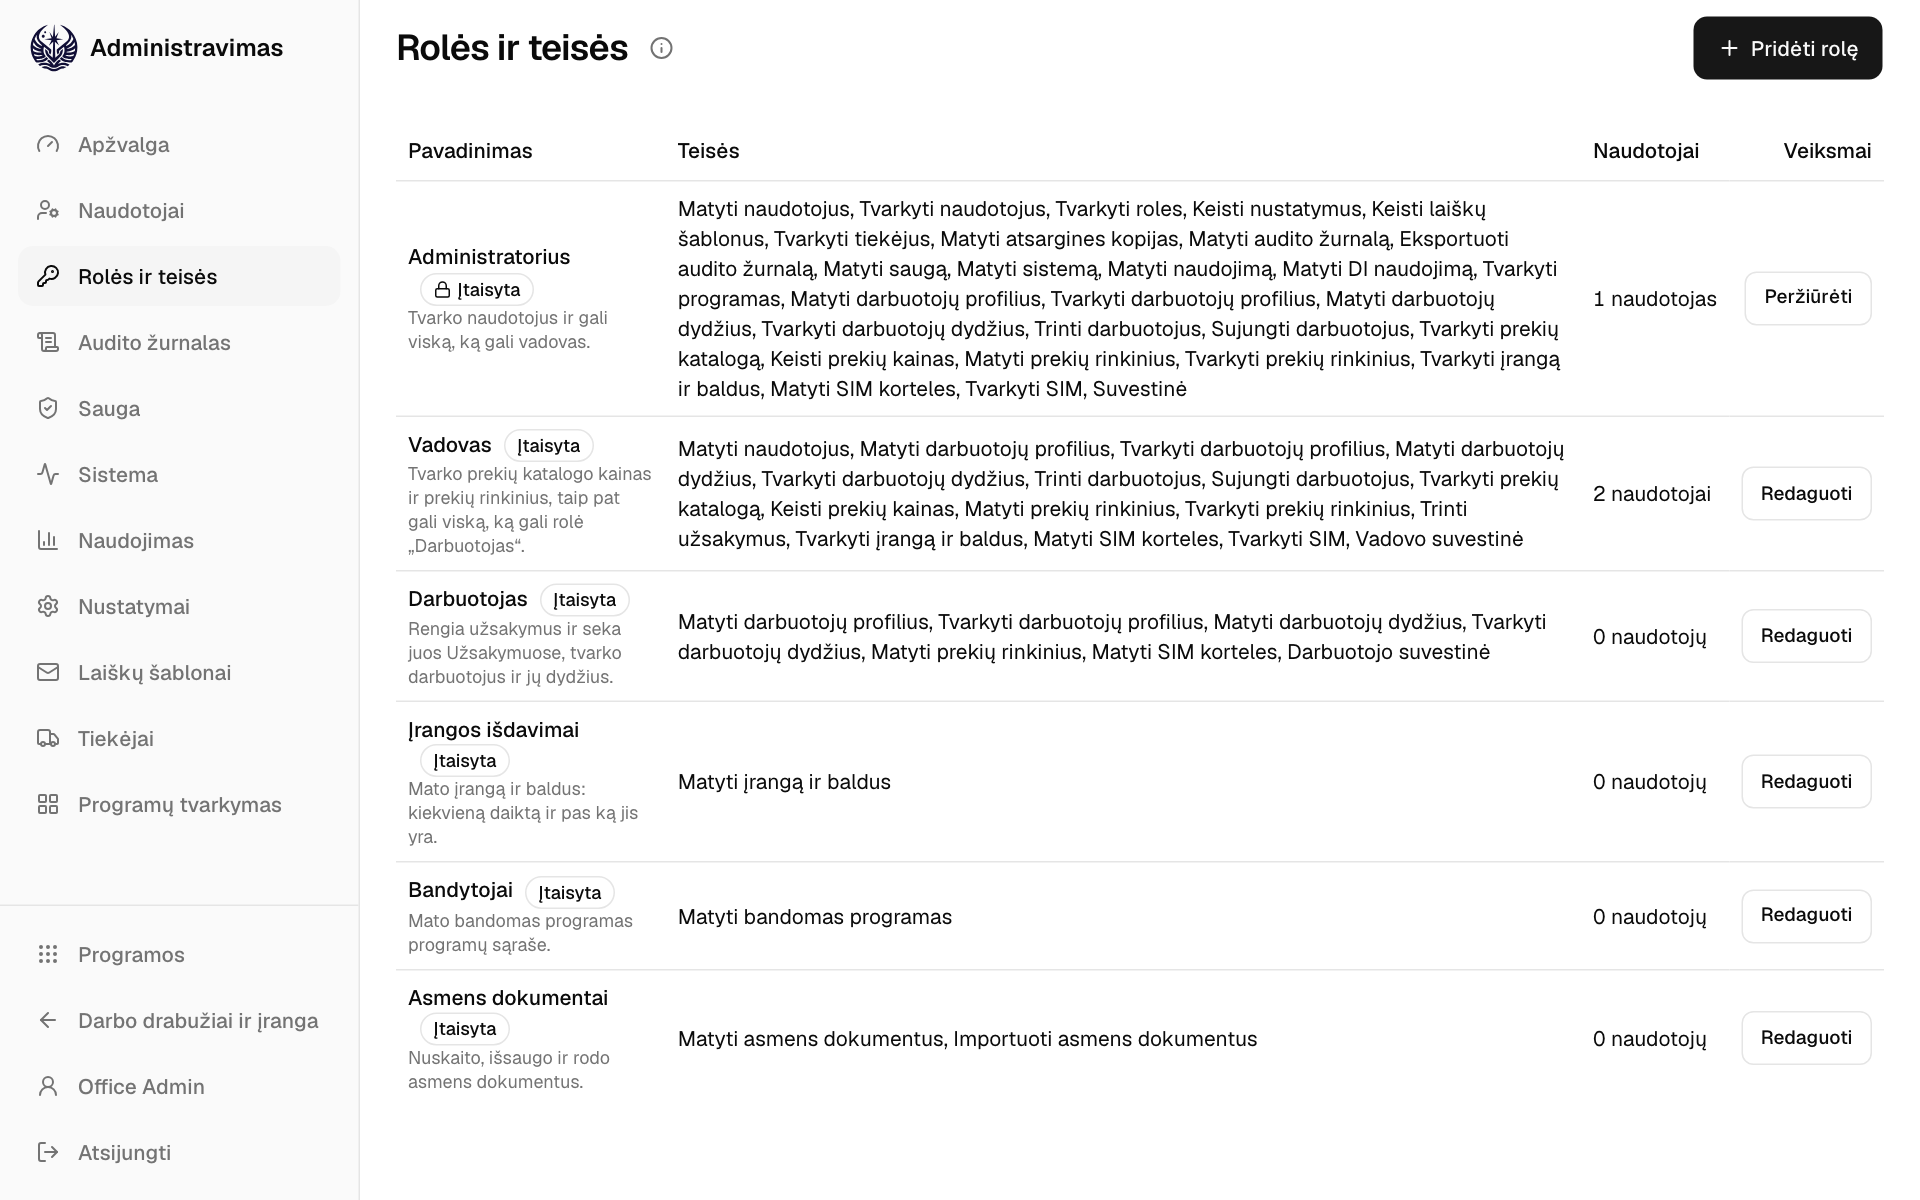 Administravimas
Apžvalga
Naudotojai
Rolės ir teisės
Audito žurnalas
Sauga
Sistema
Naudojimas
Nustatymai
Laiškų šablonai
Tiekėjai
Programų tvarkymas
Programos
Darbo drabužiai ir įranga
Office Admin
Atsijungti
Rolės ir teisės
Pridėti rolę
Pavadinimas
Teisės
Naudotojai
Veiksmai
Administratorius
Įtaisyta
Tvarko naudotojus ir gali
viską, ką gali vadovas.
Matyti naudotojus, Tvarkyti naudotojus, Tvarkyti roles, Keisti nustatymus, Keisti laiškų
šablonus, Tvarkyti tiekėjus, Matyti atsargines kopijas, Matyti audito žurnalą, Eksportuoti
audito žurnalą, Matyti saugą, Matyti sistemą, Matyti naudojimą, Matyti DI naudojimą, Tvarkyti
programas, Matyti darbuotojų profilius, Tvarkyti darbuotojų profilius, Matyti darbuotojų
dydžius, Tvarkyti darbuotojų dydžius, Trinti darbuotojus, Sujungti darbuotojus, Tvarkyti prekių
katalogą, Keisti prekių kainas, Matyti prekių rinkinius, Tvarkyti prekių rinkinius, Tvarkyti įrangą
ir baldus, Matyti SIM korteles, Tvarkyti SIM, Suvestinė
1 naudotojas
Peržiūrėti
Vadovas
Įtaisyta
Tvarko prekių katalogo kainas
ir prekių rinkinius, taip pat
gali viską, ką gali rolė
„Darbuotojas“.
Matyti naudotojus, Matyti darbuotojų profilius, Tvarkyti darbuotojų profilius, Matyti darbuotojų
dydžius, Tvarkyti darbuotojų dydžius, Trinti darbuotojus, Sujungti darbuotojus, Tvarkyti prekių
katalogą, Keisti prekių kainas, Matyti prekių rinkinius, Tvarkyti prekių rinkinius, Trinti
užsakymus, Tvarkyti įrangą ir baldus, Matyti SIM korteles, Tvarkyti SIM, Vadovo suvestinė
2 naudotojai
Redaguoti
Darbuotojas
Įtaisyta
Rengia užsakymus ir seka
juos Užsakymuose, tvarko
darbuotojus ir jų dydžius.
Matyti darbuotojų profilius, Tvarkyti darbuotojų profilius, Matyti darbuotojų dydžius, Tvarkyti
darbuotojų dydžius, Matyti prekių rinkinius, Matyti SIM korteles, Darbuotojo suvestinė
0 naudotojų
Redaguoti
Įrangos išdavimai
Įtaisyta
Mato įrangą ir baldus:
kiekvieną daiktą ir pas ką jis
yra.
Matyti įrangą ir baldus
0 naudotojų
Redaguoti
Bandytojai
Įtaisyta
Mato bandomas programas
programų sąraše.
Matyti bandomas programas
0 naudotojų
Redaguoti
Asmens dokumentai
Įtaisyta
Nuskaito, išsaugo ir rodo
asmens dokumentus.
Matyti asmens dokumentus, Importuoti asmens dokumentus
0 naudotojų
Redaguoti